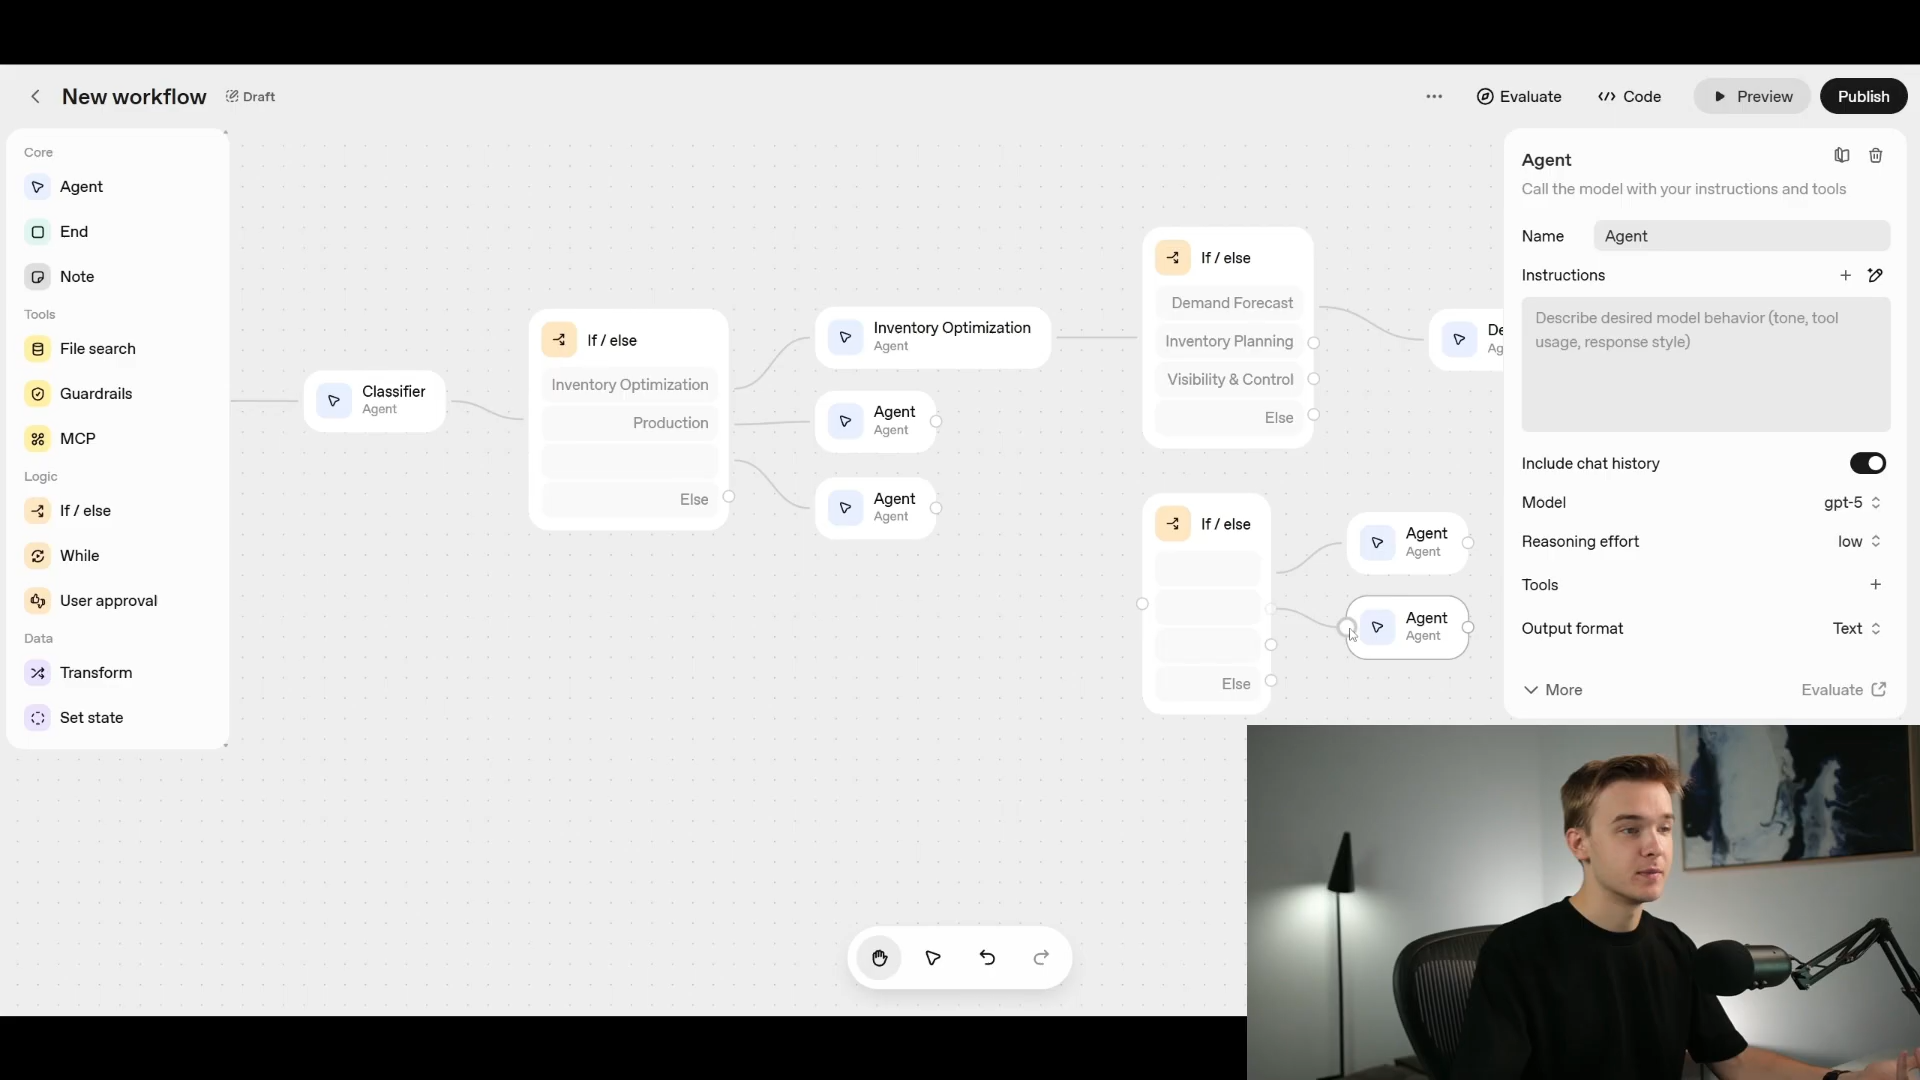 New workflow
Draft
Evaluate
Code
Preview
Publish
Core
Agent
End
Note
Tools
File search
Guardrails
MCP
Logic
If / else
While
User approval
Data
Transform
Set state
Classifier
Agent
If / else
Inventory Optimization
Production
Else
Inventory Optimization
Agent
Agent
Agent
Agent
Agent
If / else
Demand Forecast
Inventory Planning
Visibility & Control
Else
De
Ag
If / else
Else
Agent
Agent
Agent
Agent
Agent
Call the model with your instructions and tools
Name
Agent
Instructions
Describe desired model behavior (tone, tool
usage, response style)
Include chat history
Model
gpt-5
Reasoning effort
low
Tools
Output format
Text
More
Evaluate